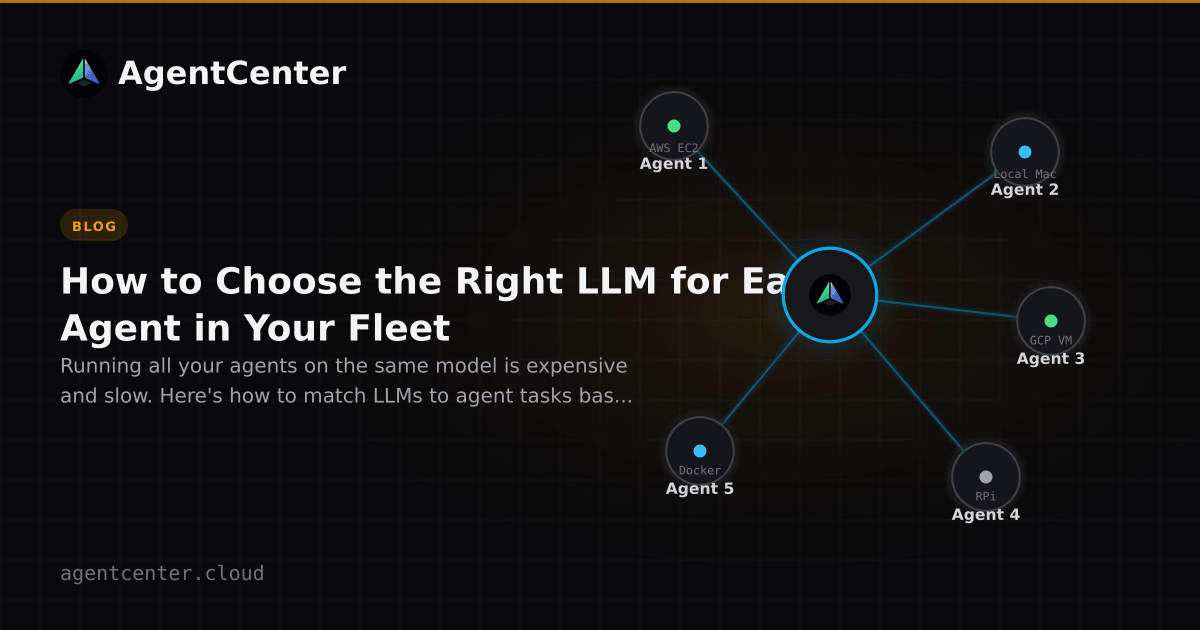 AgentCenter
BLOG
How to Choose the Right LLM for Ea
Agent in Your Fleet
Running all your agents on the same model is expensive
and slow. Here's how to match LLMs to agent tasks bas...
agentcenter.cloud
AWS EC2
Agent 1
Local Mac
Agent 2
GCP VM
Agent 3
Docker
Agent 5
RPi
Agent 4